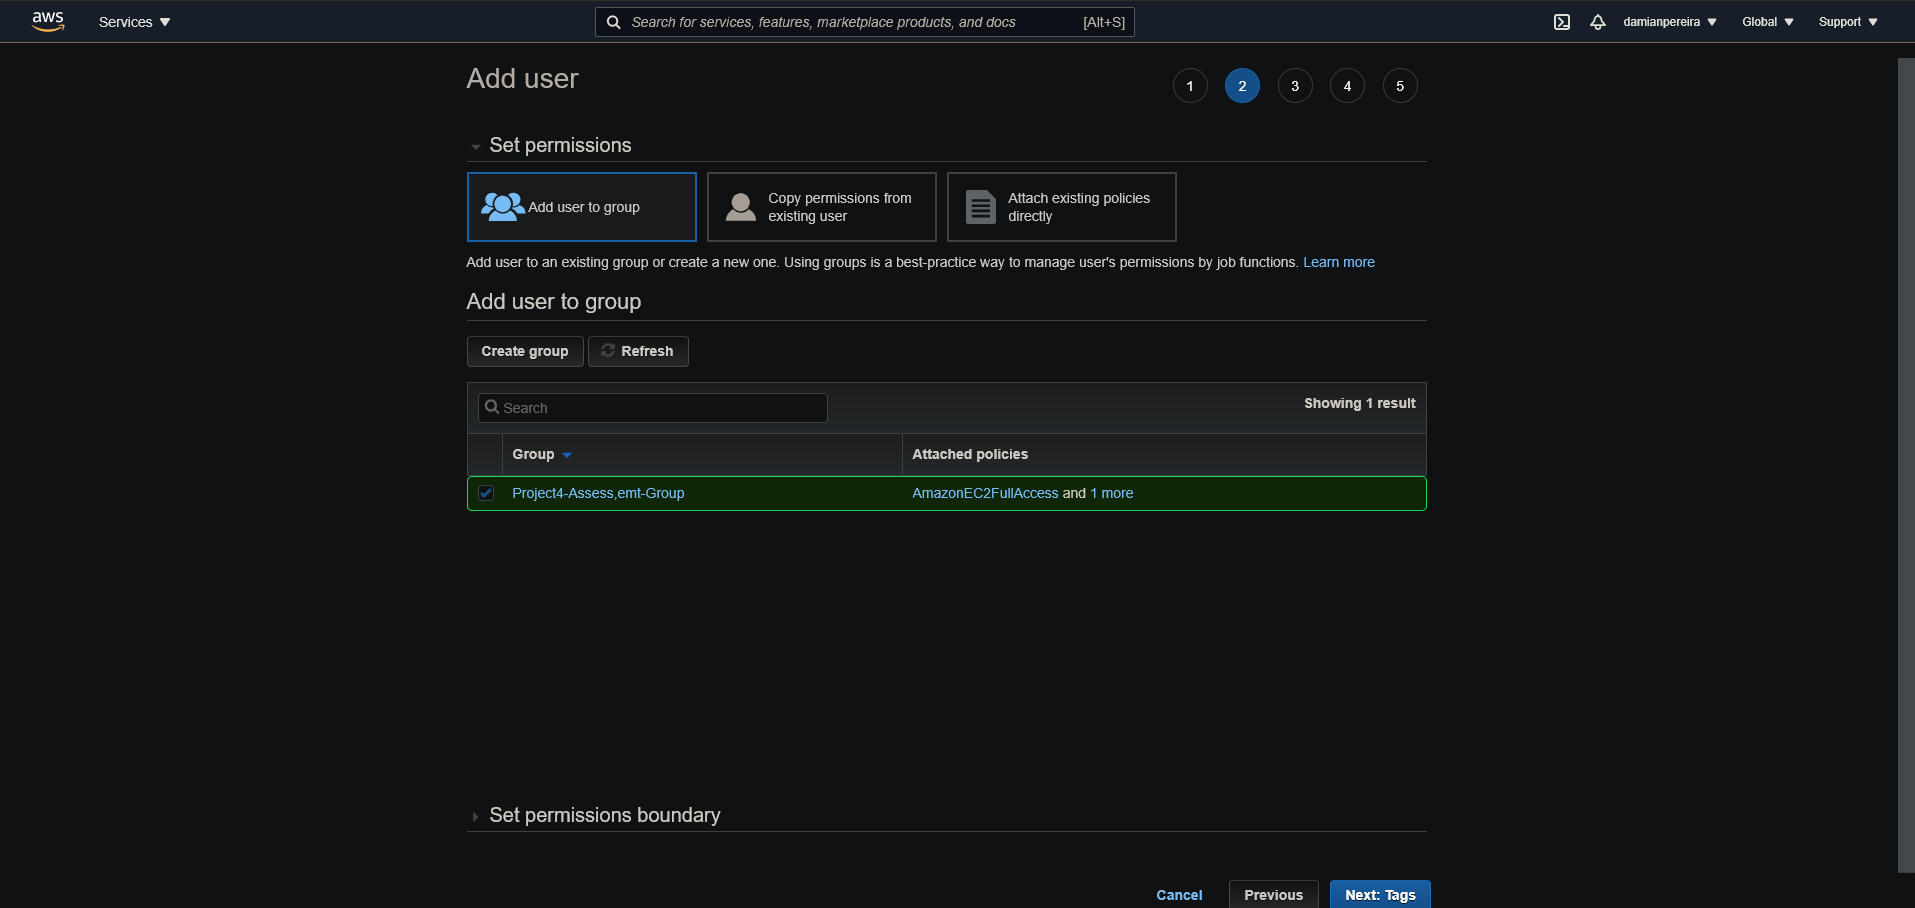 aws Services Search for services, features, marketplace products, and docs [Alt+S] damianpereira Global Support
Add user 1 2 3 4 5
Set permissions
Add user to group
Copy permissions from
existing user
Attach existing policies
directly
Add user to an existing group or create a new one. Using groups is a best-practice way to manage user's permissions by job functions. Learn more
Add user to group
Create group Refresh
Search Showing 1 result
Group Attached policies
Project4-Assess,emt-Group AmazonEC2FullAccess and 1 more
Set permissions boundary
Cancel Previous Next: Tags